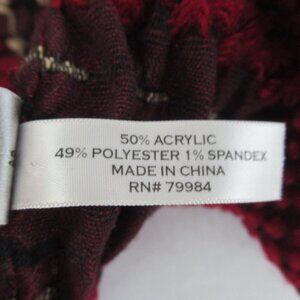 50% ACRYLIC
49% POLYESTER 1% SPANDEX
MADE IN CHINA
RN# 79984